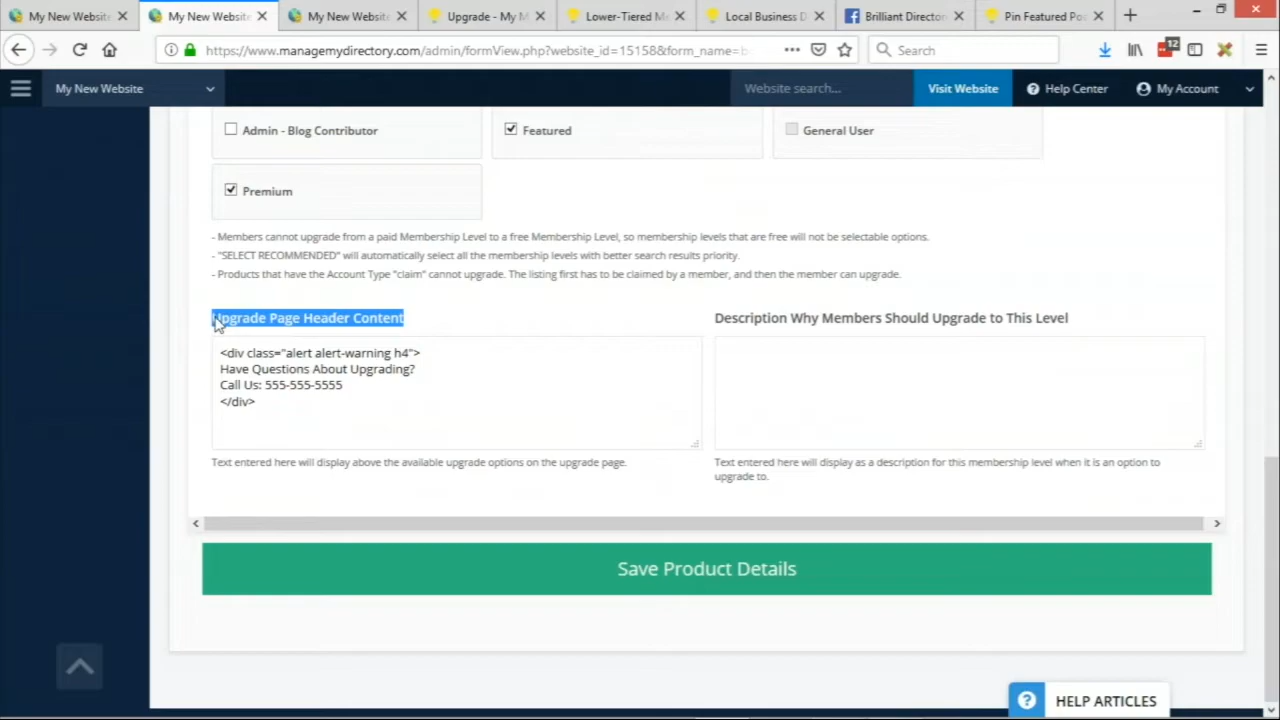 My New Website
My New Website
My New Website
Upgrade - My M
Lower-Tiered Me
Local Business D
Brilliant Director
Pin Featured Pos
https://www.managemydirectory.com/admin/formView.php?website_id=15158&form_name=b
Search
12
My New Website
Website search...
Visit Website
Help Center
My Account
Admin - Blog Contributor
Featured
General User
Premium
- Members cannot upgrade from a paid Membership Level to a free Membership Level, so membership levels that are free will not be selectable options.
- "SELECT RECOMMENDED" will automatically select all the membership levels with better search results priority.
- Products that have the Account Type "claim" cannot upgrade. The listing first has to be claimed by a member, and then the member can upgrade.
Upgrade Page Header Content
Description Why Members Should Upgrade to This Level
<div class="alert alert-warning h4">
Have Questions About Upgrading?
Call Us: 555-555-5555
</div>
Text entered here will display above the available upgrade options on the upgrade page.
Text entered here will display as a description for this membership level when it is an option to
upgrade to.
Save Product Details
HELP ARTICLES